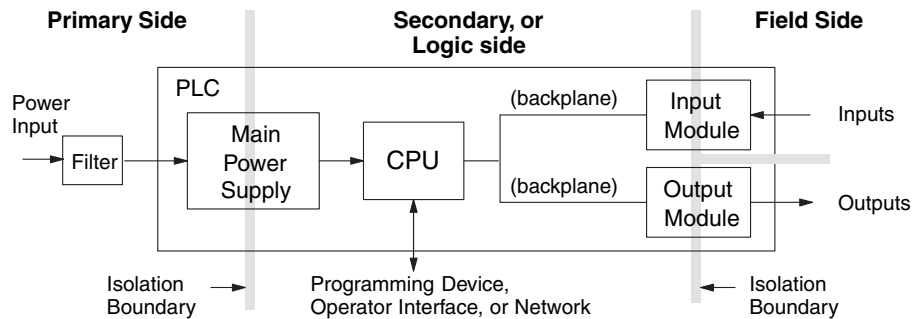 Primary Side
Secondary, or
Logic side
Field Side
PLC
Power
Input
Filter
Main
Power
Supply
CPU
(backplane)
(backplane)
Input
Module
Inputs
Output
Module
Outputs
Isolation
Boundary
Programming Device,
Operator Interface, or Network
Isolation
Boundary